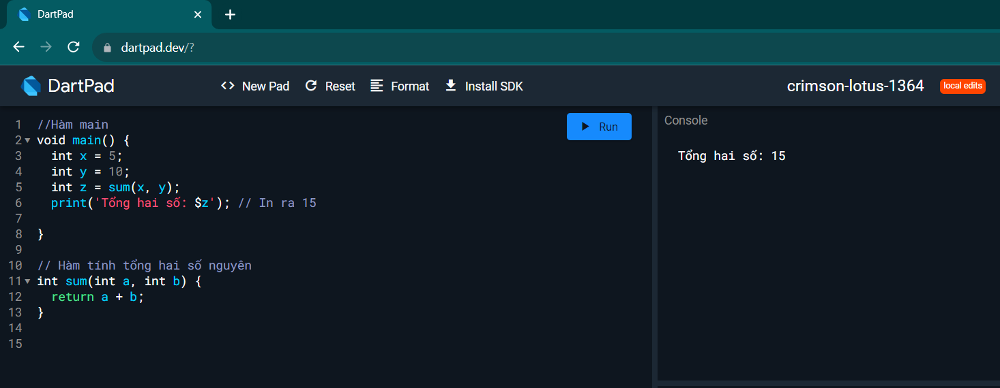 DartPad
dartpad.dev/?
DartPad
<> New Pad
Reset
Format
Install SDK
crimson-lotus-1364
local edits
Run
1 //Hàm main
2 void main() {
3   int x = 5;
4   int y = 10;
5   int z = sum(x, y);
6   print('Tổng hai số: $z'); // In ra 15
7
8 }
9
10 // Hàm tính tổng hai số nguyên
11 int sum(int a, int b) {
12   return a + b;
13 }
14
15
Console
Tổng hai số: 15